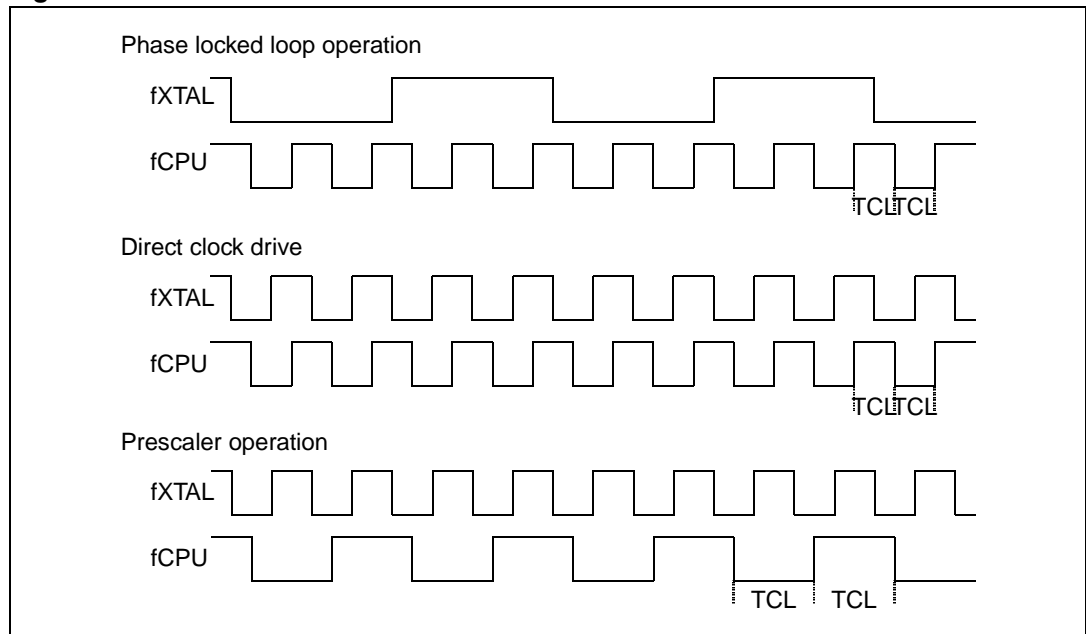 Phase locked loop operation
fXTAL
fCPU
TCL TCL
Direct clock drive
fXTAL
fCPU
TCL TCL
Prescaler operation
fXTAL
fCPU
TCL TCL